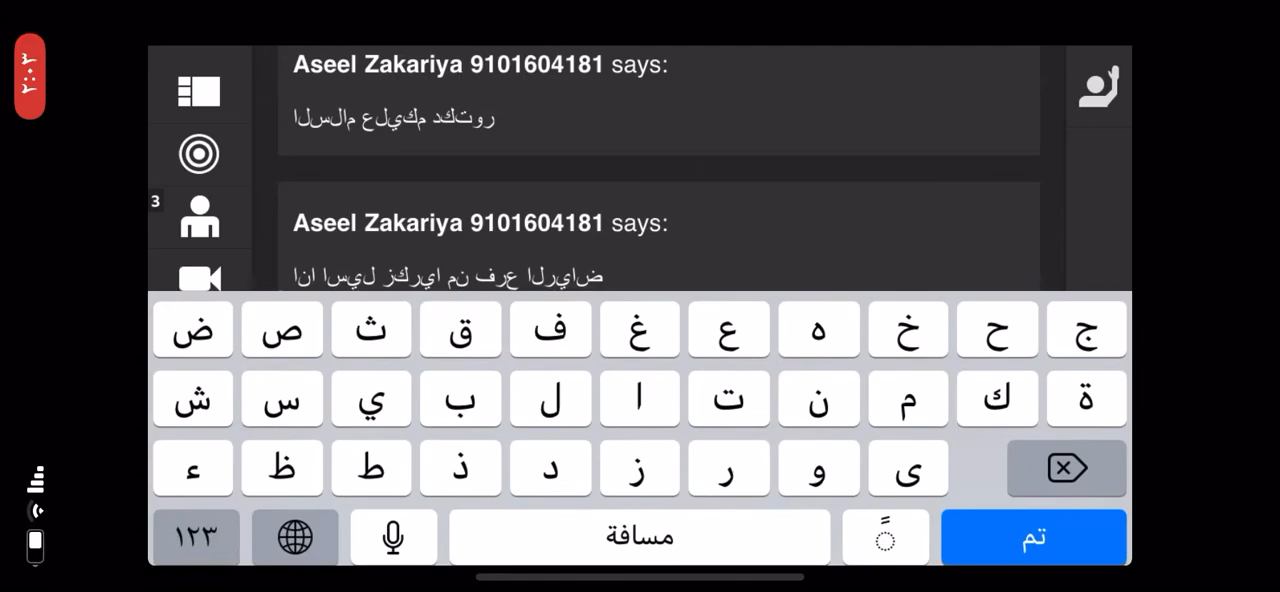 ٢:٠٣
Aseel Zakariya 9101604181 says:
السلام عليكم دكتور
Aseel Zakariya 9101604181 says:
انا اسيل زكريا من فرع الرياض
3
ض ص ث ق ف غ ع ه خ ح ج
ش س ي ب ل ا ت ن م ك ة
ء ظ ط ذ د ز ر و ى
١٢٣ مسافة تم